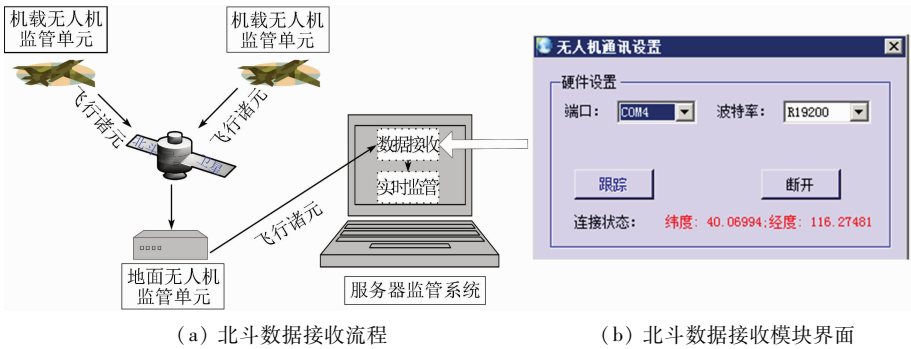 机载无人机
监管单元
机载无人机
监管单元
飞行诸元
飞行诸元
北斗
卫星
数据接收
实时监管
飞行诸元
地面无人机
监管单元
服务器监管系统
(a) 北斗数据接收流程
无人机通讯设置
硬件设置
端口: COM4 波特率: R19200
跟踪 断开
连接状态: 纬度: 40.06994;经度: 116.27481
(b) 北斗数据接收模块界面